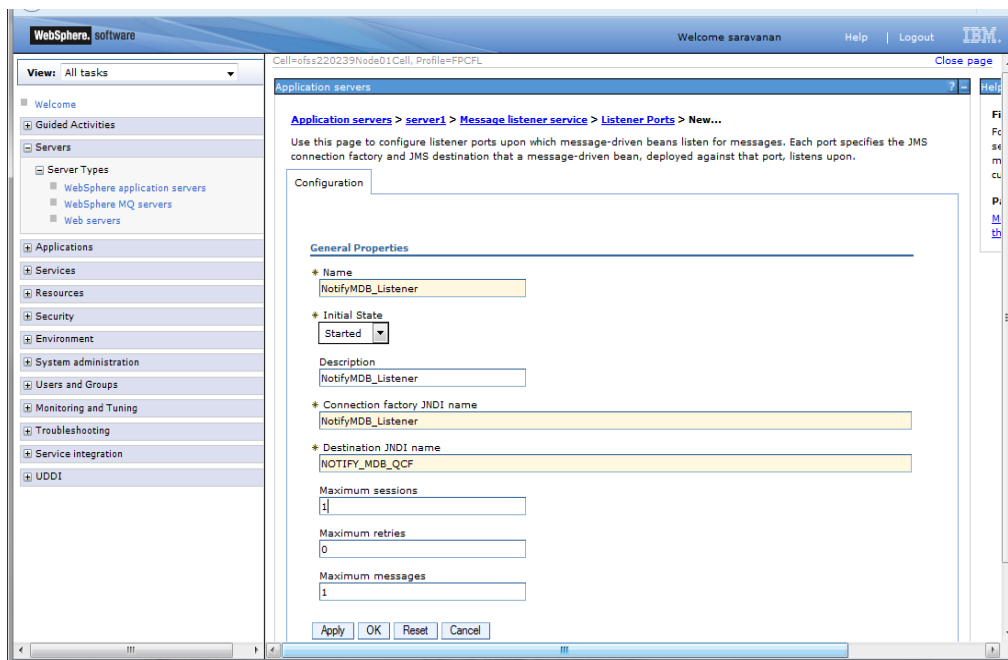 WebSphere. software
Welcome saravanan Help | Logout IBM.
View: All tasks
Cell=ofss220239Node01Cell, Profile=FPCFL Close page
Welcome
Guided Activities
Servers
Server Types
WebSphere application servers
WebSphere MQ servers
Web servers
Applications
Services
Resources
Security
Environment
System administration
Users and Groups
Monitoring and Tuning
Troubleshooting
Service integration
UDDI
Application servers ? -
Application servers > server1 > Message listener service > Listener Ports > New...
Use this page to configure listener ports upon which message-driven beans listen for messages. Each port specifies the JMS
connection factory and JMS destination that a message-driven bean, deployed against that port, listens upon.
Configuration
General Properties
* Name
NotifyMDB_Listener
* Initial State
Started
Description
NotifyMDB_Listener
* Connection factory JNDI name
NotifyMDB_Listener
* Destination JNDI name
NOTIFY_MDB_QCF
Maximum sessions
1
Maximum retries
0
Maximum messages
1
Apply OK Reset Cancel